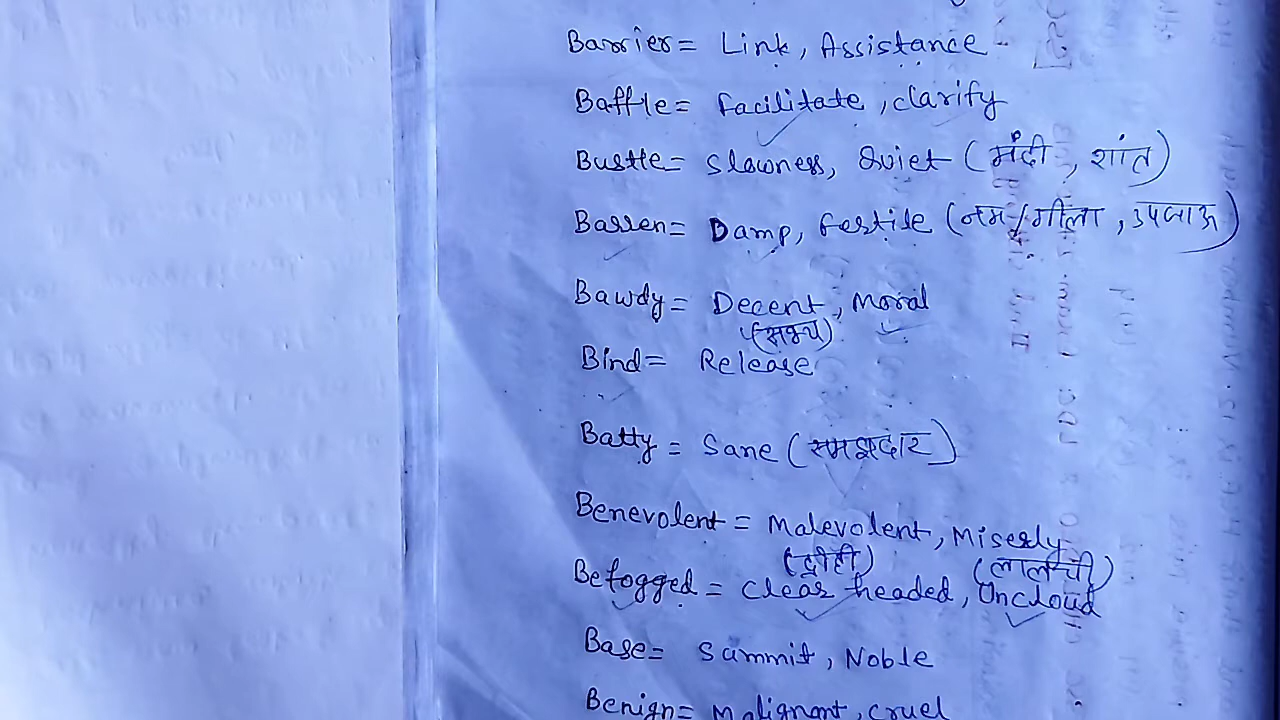 Barrier = Link, Assistance
Baffle = Facilitate, clarify
Bustle = Slowness, Quiet (मंदी, शांत)
Barren = Damp, Fertile (नम/गीला, उपजाऊ)
Bawdy = Decent, Moral
(सभ्य)
Bind = Release
Batty = Sane (समझदार)
Benevolent = Malevolent, Miserly
(द्रोही) (लालची)
Befogged = Clear headed, Uncloud
Base = Summit, Noble
Benign = Malignant, cruel